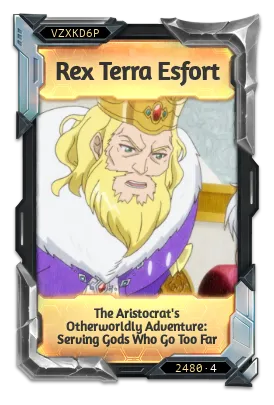 VZXKD6P
Rex Terra Esfort
The Aristocrat's
Otherworldly Adventure:
Serving Gods Who Go Too Far
2480·4